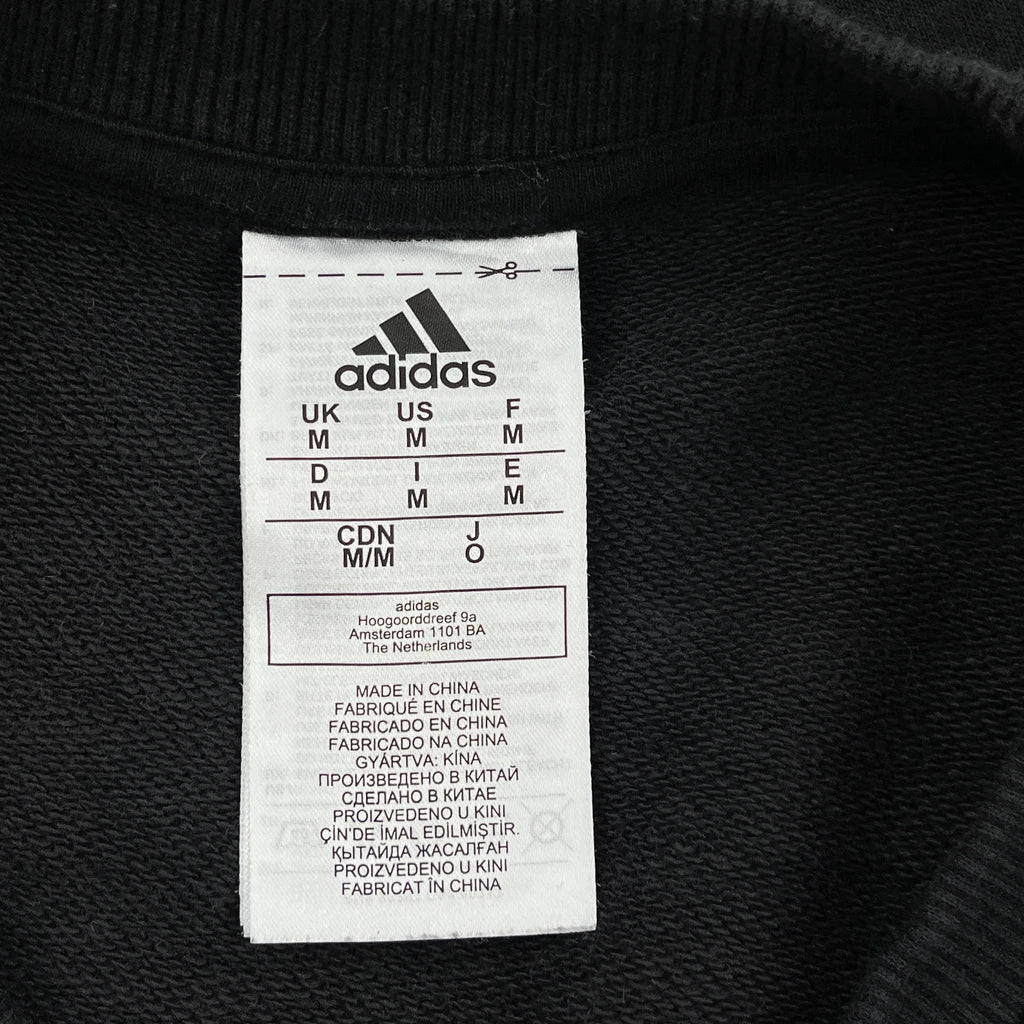 adidas
UK US F
M M M
D I E
M M M
CDN J
M/M O
adidas
Hoogoorddreef 9a
Amsterdam 1101 BA
The Netherlands
MADE IN CHINA
FABRIQUÉ EN CHINE
FABRICADO EN CHINA
FABRICADO NA CHINA
GYÁRTVA: KÍNA
ПРОИЗВЕДЕНО В КИТАЙ
СДЕЛАНО В КИТАЕ
PROIZVEDENO U KINI
ÇİN'DE İMAL EDİLMİŞTİR.
ҚЫТАЙДА ЖАСАЛҒАН
PROIZVEDENO U KINI
FABRICAT ÎN CHINA